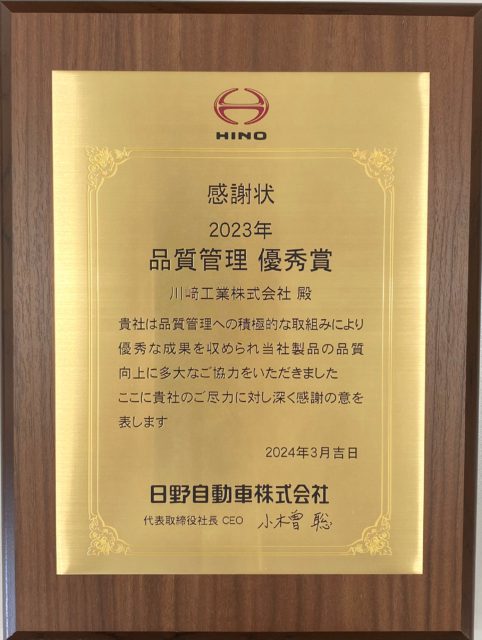 HINO
感謝状
2023年
品質管理 優秀賞
川﨑工業株式会社 殿
貴社は品質管理への積極的な取組みにより
優秀な成果を収められ当社製品の品質
向上に多大なご協力をいただきました
ここに貴社のご尽力に対し深く感謝の意を
表します
2024年3月吉日
日野自動車株式会社
代表取締役社長 CEO 小木曽 聡